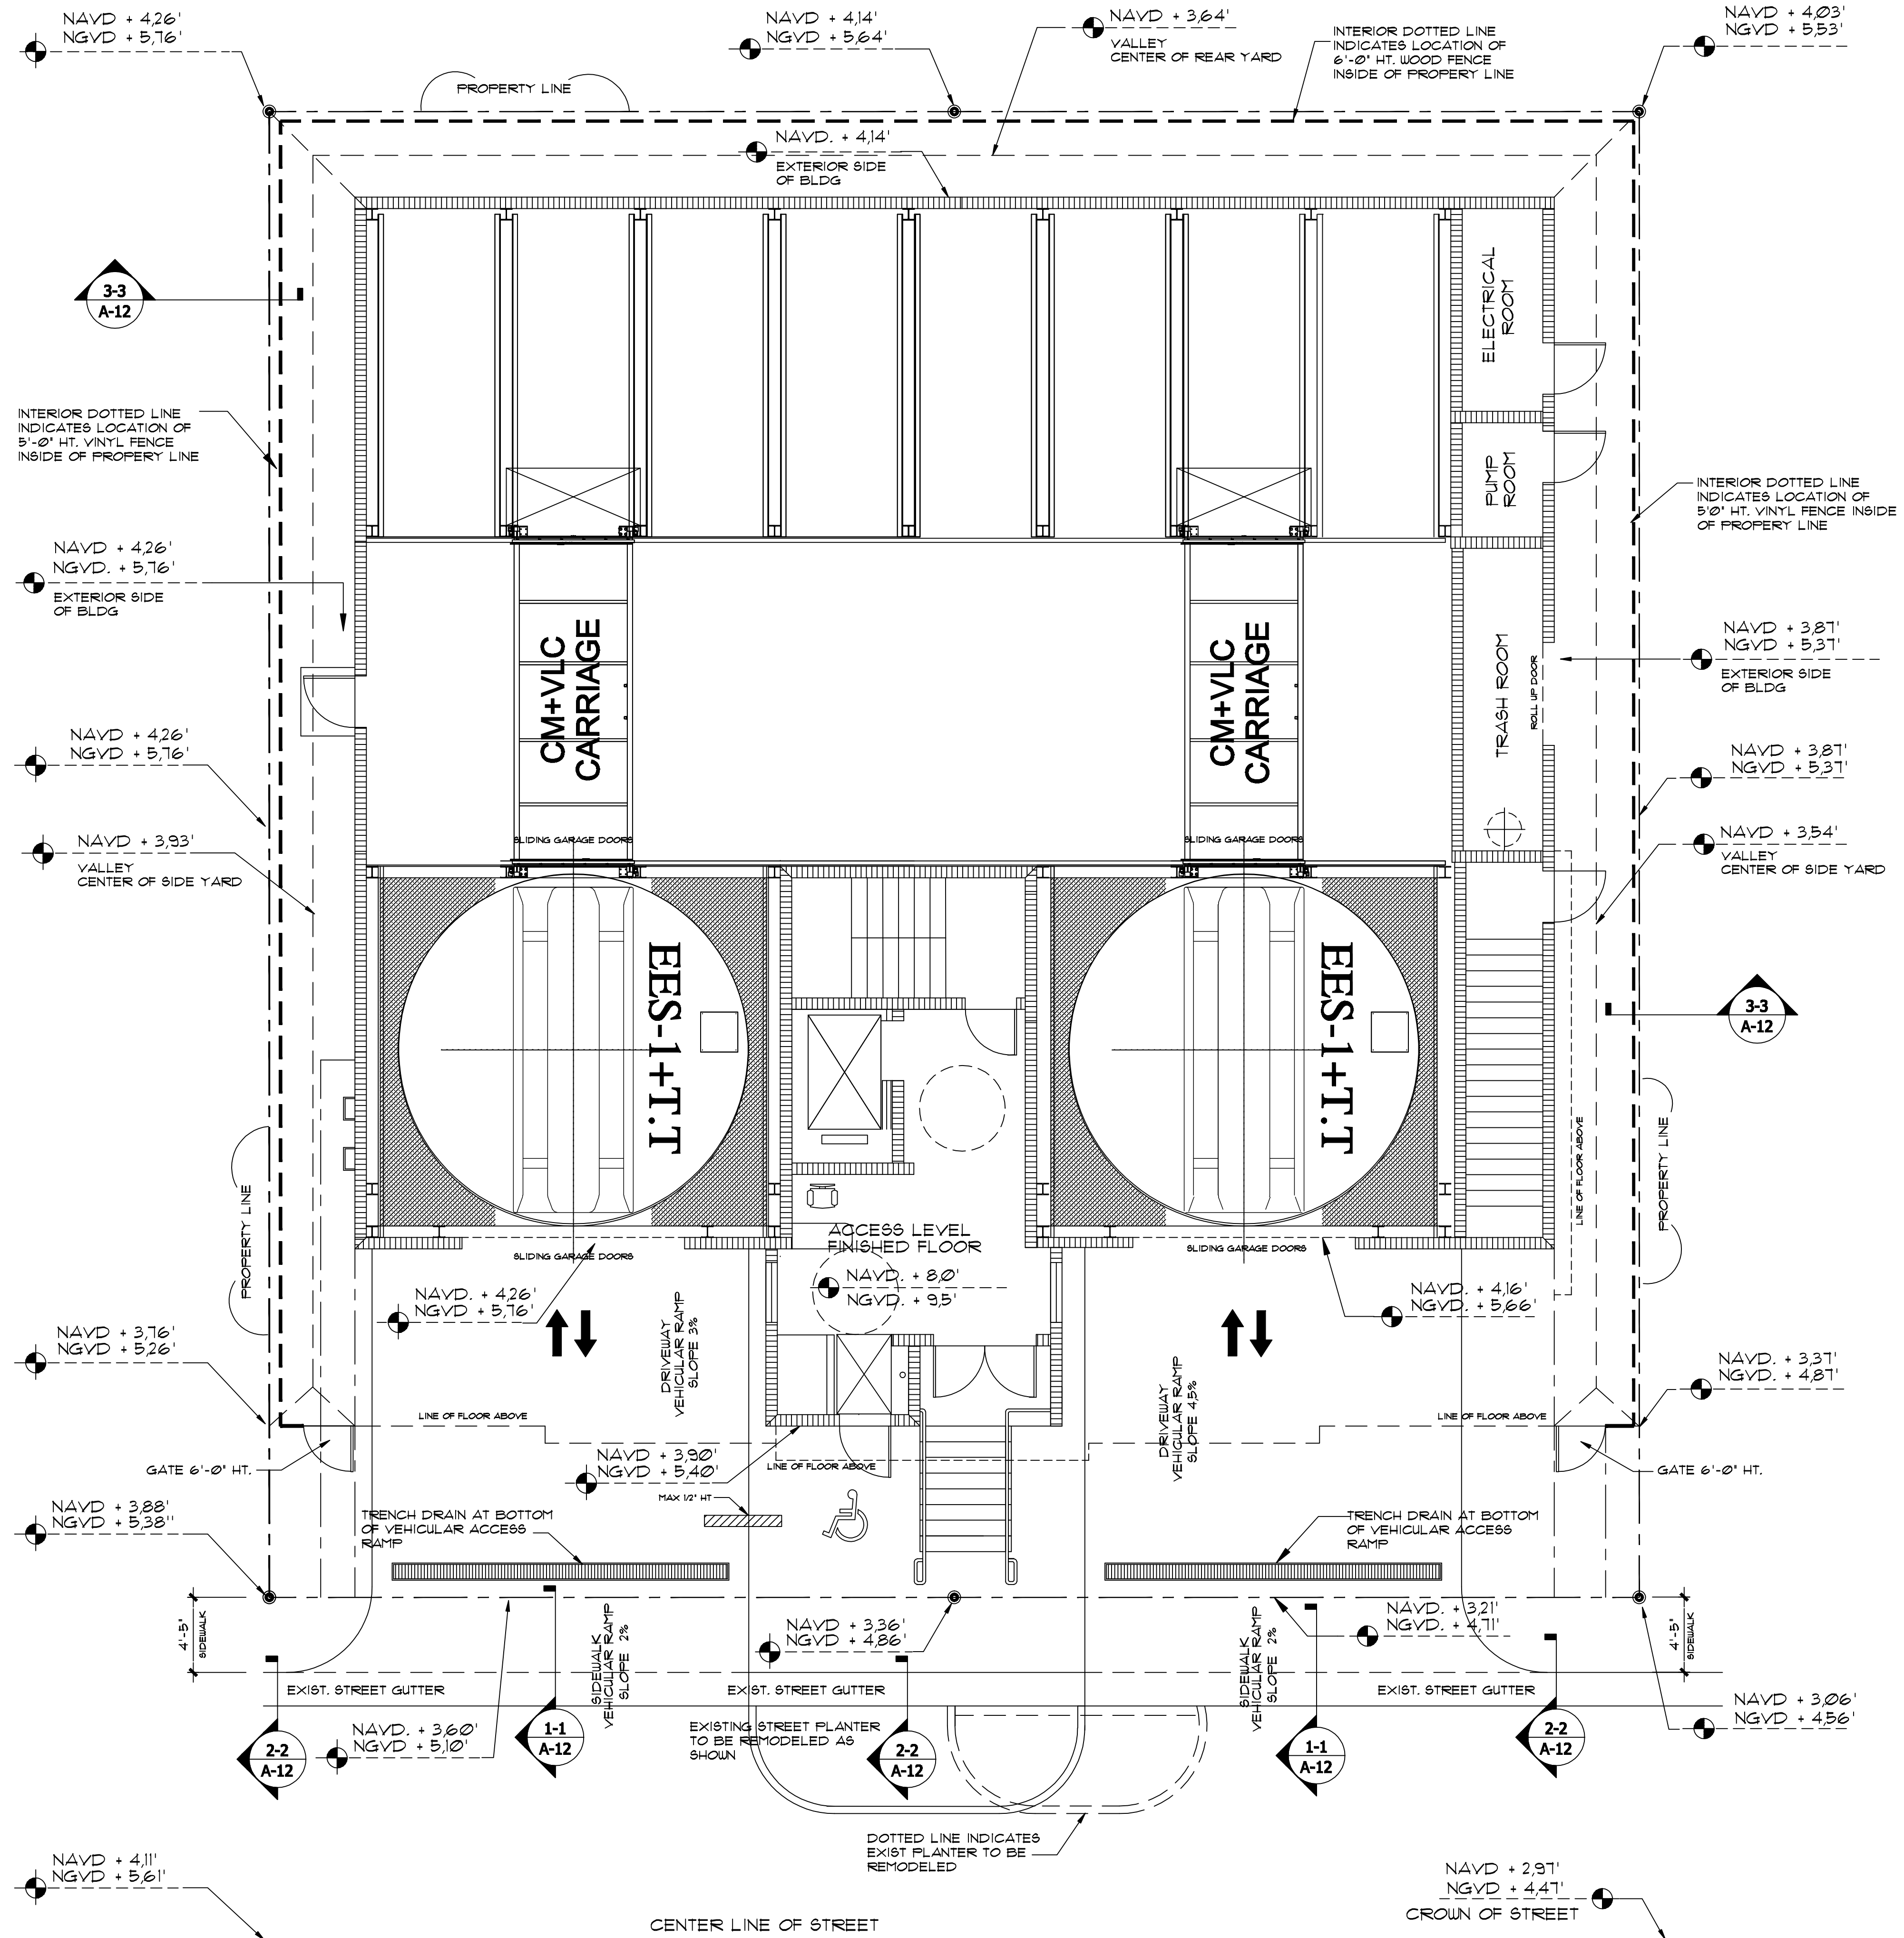 NAVD + 4,26'
NGVD + 5,76'
NAVD + 4,14'
NGVD + 5,64'
NAVD + 3,64'
VALLEY
CENTER OF REAR YARD
INTERIOR DOTTED LINE
INDICATES LOCATION OF
6'-0" HT. WOOD FENCE
INSIDE OF PROPERY LINE
NAVD + 4,03'
NGVD + 5,53'
PROPERTY LINE
NAVD. + 4,14'
EXTERIOR SIDE
OF BLDG
3-3
A-12
ELECTRICAL
ROOM
INTERIOR DOTTED LINE
INDICATES LOCATION OF
5'-0" HT. VINYL FENCE
INSIDE OF PROPERY LINE
PUMP
ROOM
INTERIOR DOTTED LINE
INDICATES LOCATION OF
5'0" HT. VINYL FENCE INSIDE
OF PROPERY LINE
NAVD + 4,26'
NGVD. + 5,76'
EXTERIOR SIDE
OF BLDG
CM+VLC
CARRIAGE
CM+VLC
CARRIAGE
TRASH ROOM
ROLL UP DOOR
NAVD + 3,87'
NGVD + 5,37'
EXTERIOR SIDE
OF BLDG
NAVD + 4,26'
NGVD + 5,76'
NAVD + 3,87'
NGVD + 5,37'
NAVD + 3,93'
VALLEY
CENTER OF SIDE YARD
SLIDING GARAGE DOORS
SLIDING GARAGE DOORS
NAVD + 3,54'
VALLEY
CENTER OF SIDE YARD
EES-1+T.T
EES-1+T.T
3-3
A-12
LINE OF FLOOR ABOVE
PROPERTY LINE
PROPERTY LINE
ACCESS LEVEL
FINISHED FLOOR
NAVD. + 8,0'
NGVD. + 9,5'
SLIDING GARAGE DOORS
SLIDING GARAGE DOORS
NAVD. + 4,26'
NGVD + 5,76'
NAVD. + 4,16'
NGVD. + 5,66'
DRIVEWAY
VEHICULAR RAMP
SLOPE 3%
DRIVEWAY
VEHICULAR RAMP
SLOPE 4,5%
NAVD + 3,76'
NGVD + 5,26'
NAVD. + 3,37'
NGVD. + 4,87'
LINE OF FLOOR ABOVE
LINE OF FLOOR ABOVE
GATE 6'-0" HT.
NAVD + 3,90'
NGVD + 5,40'
LINE OF FLOOR ABOVE
GATE 6'-0" HT.
MAX 1/2" HT
NAVD + 3,88'
NGVD + 5,38''
TRENCH DRAIN AT BOTTOM
OF VEHICULAR ACCESS
RAMP
TRENCH DRAIN AT BOTTOM
OF VEHICULAR ACCESS
RAMP
4'-5"
SIDEWALK
SIDEWALK
VEHICULAR RAMP
SLOPE 2%
NAVD + 3,36'
NGVD + 4,86'
SIDEWALK
VEHICULAR RAMP
SLOPE 2%
NAVD. + 3,21'
NGVD. + 4,71'
4'-5"
SIDEWALK
EXIST. STREET GUTTER
EXIST. STREET GUTTER
EXIST. STREET GUTTER
NAVD + 3,06'
NGVD + 4,56'
NAVD. + 3,60'
NGVD + 5,10'
EXISTING STREET PLANTER
TO BE REMODELED AS
SHOWN
2-2
A-12
1-1
A-12
2-2
A-12
1-1
A-12
2-2
A-12
DOTTED LINE INDICATES
EXIST PLANTER TO BE
REMODELED
NAVD + 4,11'
NGVD + 5,61'
NAVD + 2,97'
NGVD + 4,47'
CROWN OF STREET
CENTER LINE OF STREET